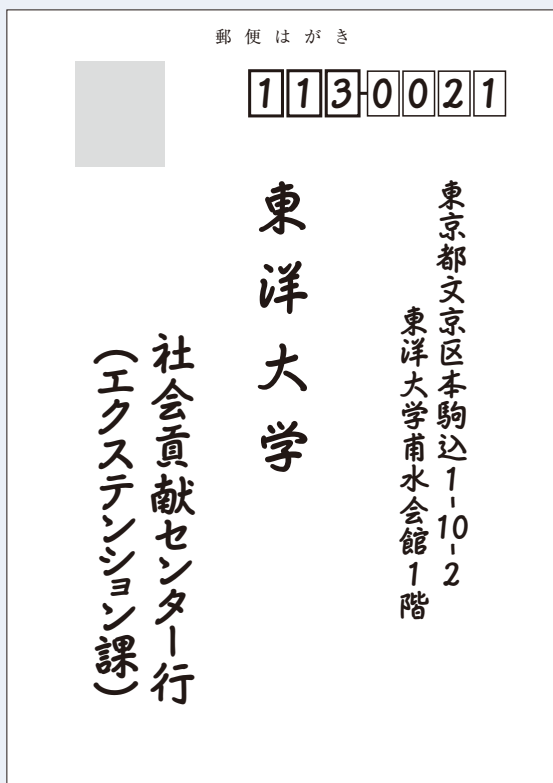 郵便はがき
113-0021
東京都文京区本駒込1-10-2
東洋大学甫水会館1階
東洋大学
社会貢献センター行
（エクステンション課）